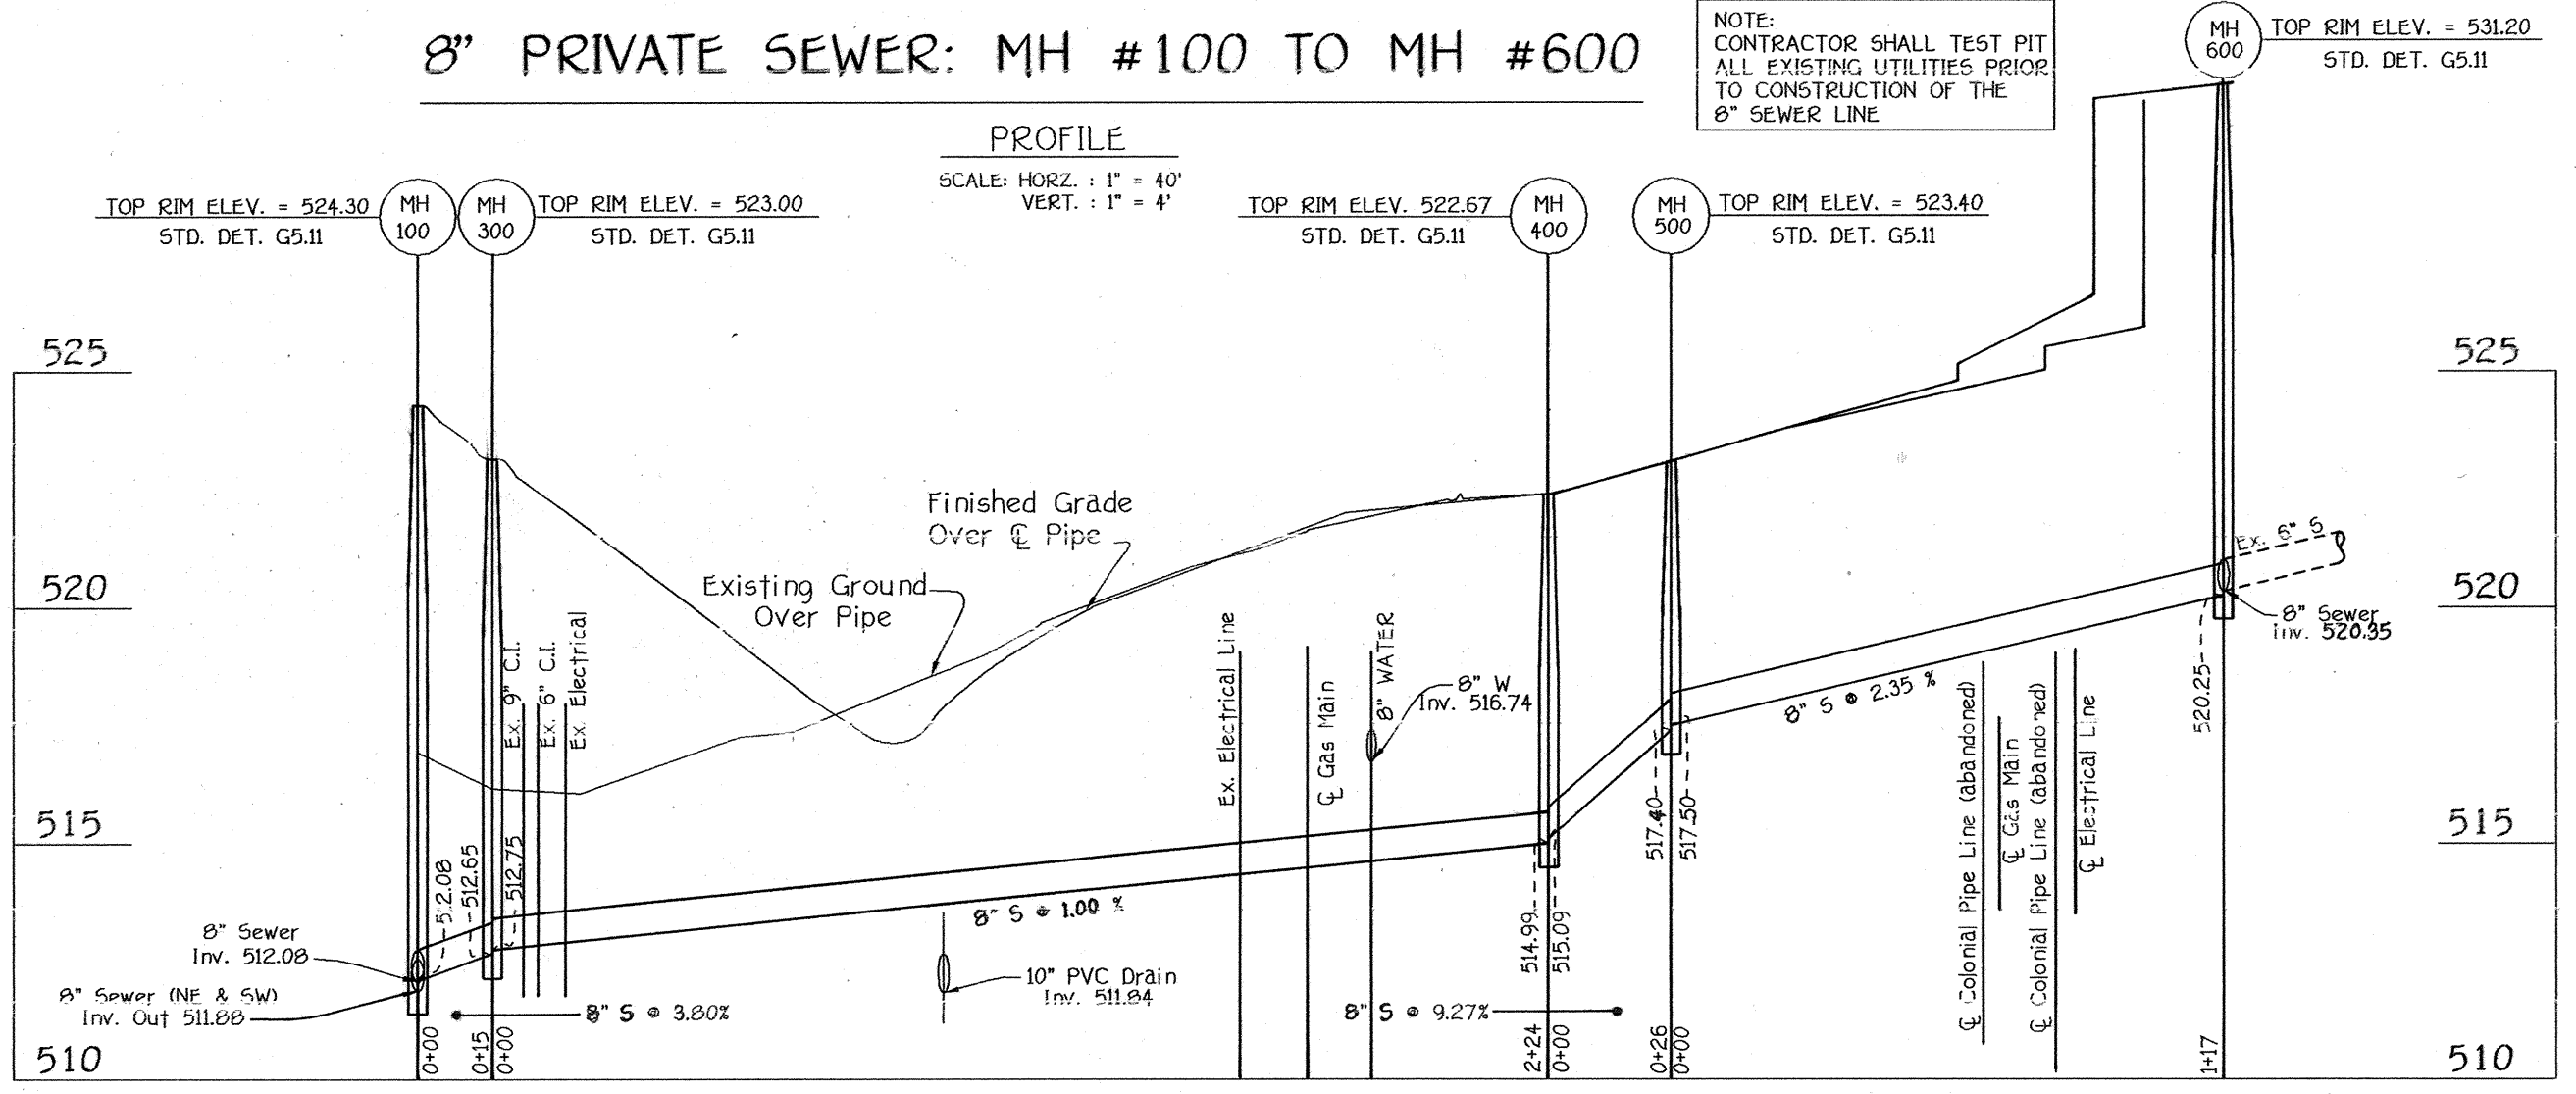 8" PRIVATE SEWER: MH #100 TO MH #600
NOTE:
CONTRACTOR SHALL TEST PIT
ALL EXISTING UTILITIES PRIOR
TO CONSTRUCTION OF THE
8" SEWER LINE
MH
600
TOP RIM ELEV. = 531.20
STD. DET. G5.11
PROFILE
SCALE: HORZ. : 1" = 40'
VERT. : 1" = 4'
TOP RIM ELEV. = 524.30
STD. DET. G5.11
MH
100
MH
300
TOP RIM ELEV. = 523.00
STD. DET. G5.11
TOP RIM ELEV. 522.67
STD. DET. G5.11
MH
400
MH
500
TOP RIM ELEV. = 523.40
STD. DET. G5.11
525
525
Finished Grade
Over ℄ Pipe
Existing Ground
Over Pipe
520
520
Ex. 9" C.I.
Ex. 6" C.I.
Ex. Electrical
Ex. Electrical Line
℄ Gas Main
8" WATER
8" W
Inv. 516.74
Ex. 6" S
8" Sewer
Inv. 520.35
8" S @ 2.35 %
520.25
℄ Colonial Pipe Line (abandoned)
℄ Gas Main
℄ Colonial Pipe Line (abandoned)
℄ Electrical Line
515
515
512.08
512.65
512.75
517.40
517.50
514.99
515.09
8" S @ 1.00 %
8" Sewer
Inv. 512.08
8" Sewer (NE & SW)
Inv. Out 511.88
10" PVC Drain
Inv. 511.84
8" S @ 3.80%
8" S @ 9.27%
510
510
0+00
0+15
0+00
2+24
0+00
0+26
0+00
1+17